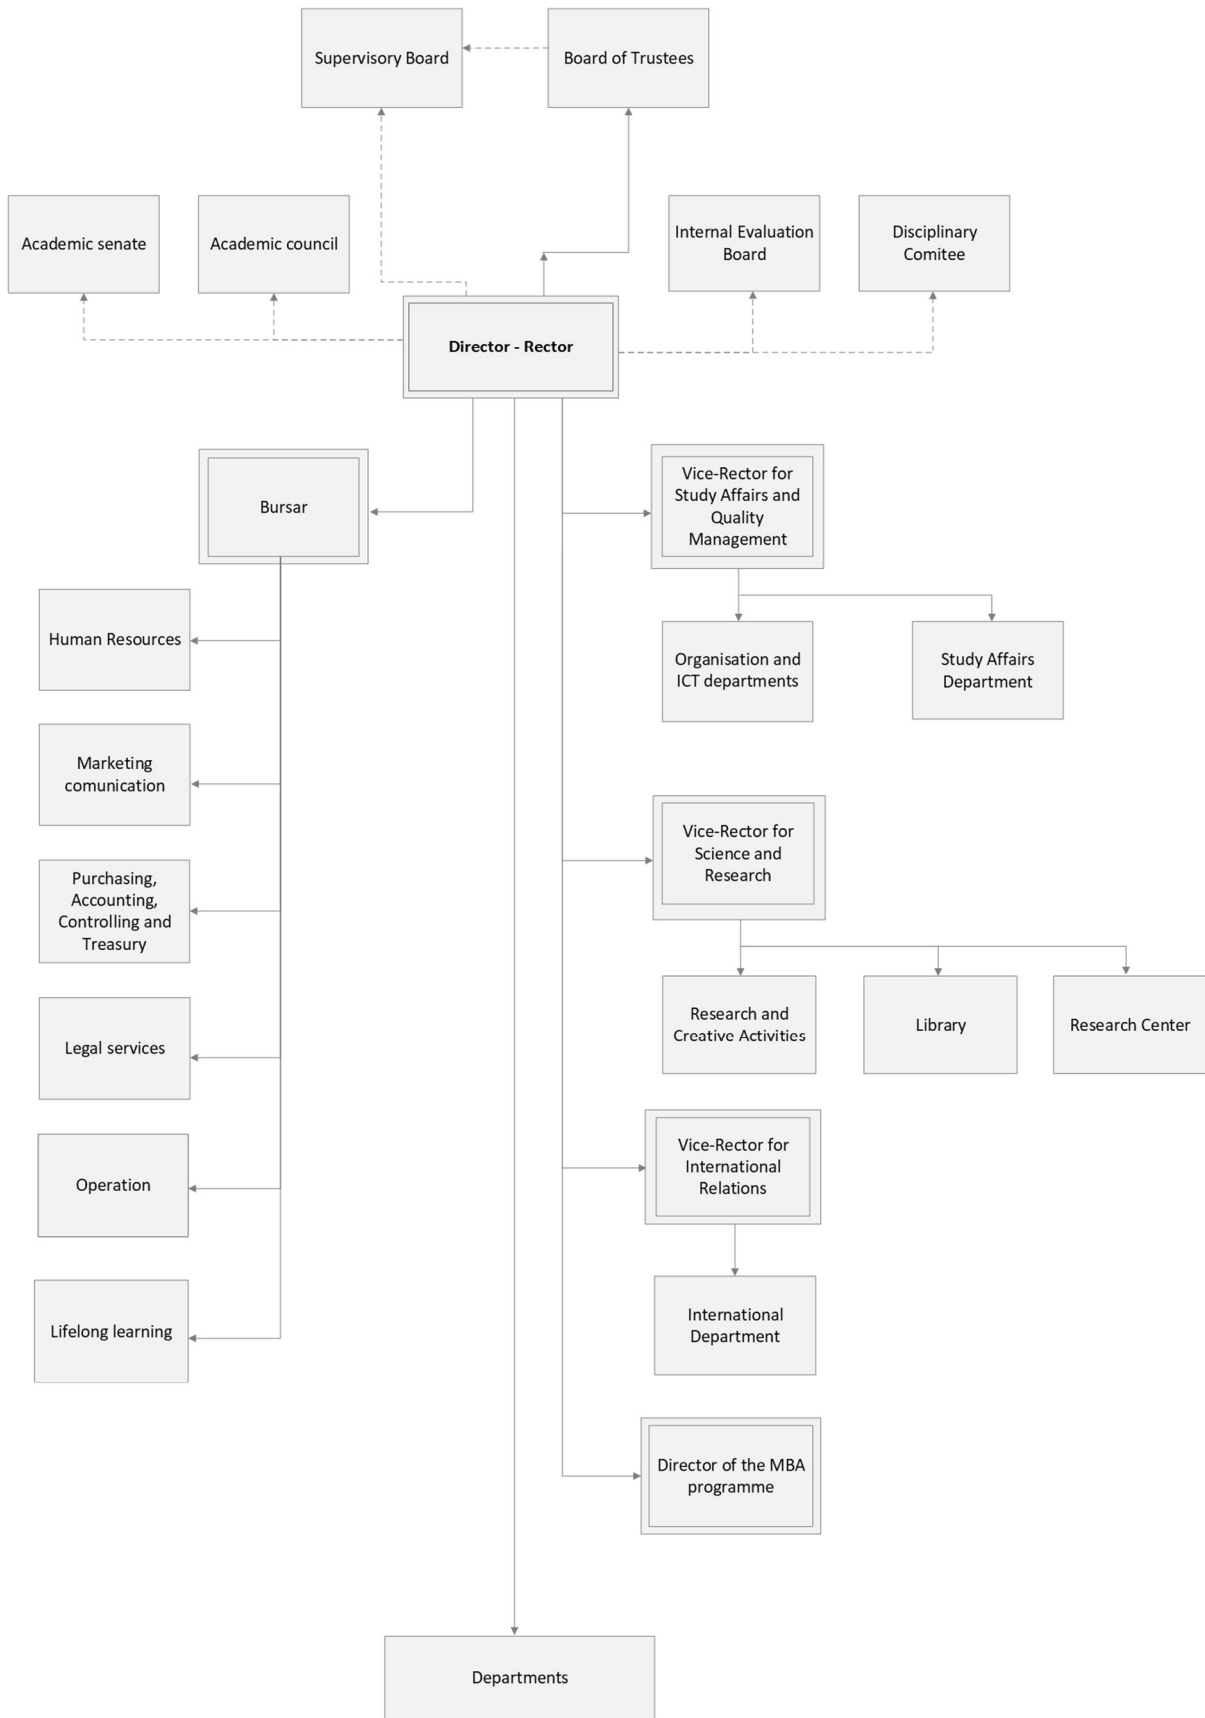 Supervisory Board
Board of Trustees
Academic senate
Academic council
Internal Evaluation
Board
Disciplinary
Comitee
Director - Rector
Bursar
Vice-Rector for
Study Affairs and
Quality
Management
Human Resources
Organisation and
ICT departments
Study Affairs
Department
Marketing
comunication
Vice-Rector for
Science and
Research
Purchasing,
Accounting,
Controlling and
Treasury
Research and
Creative Activities
Library
Research Center
Legal services
Vice-Rector for
International
Relations
Operation
International
Department
Lifelong learning
Director of the MBA
programme
Departments